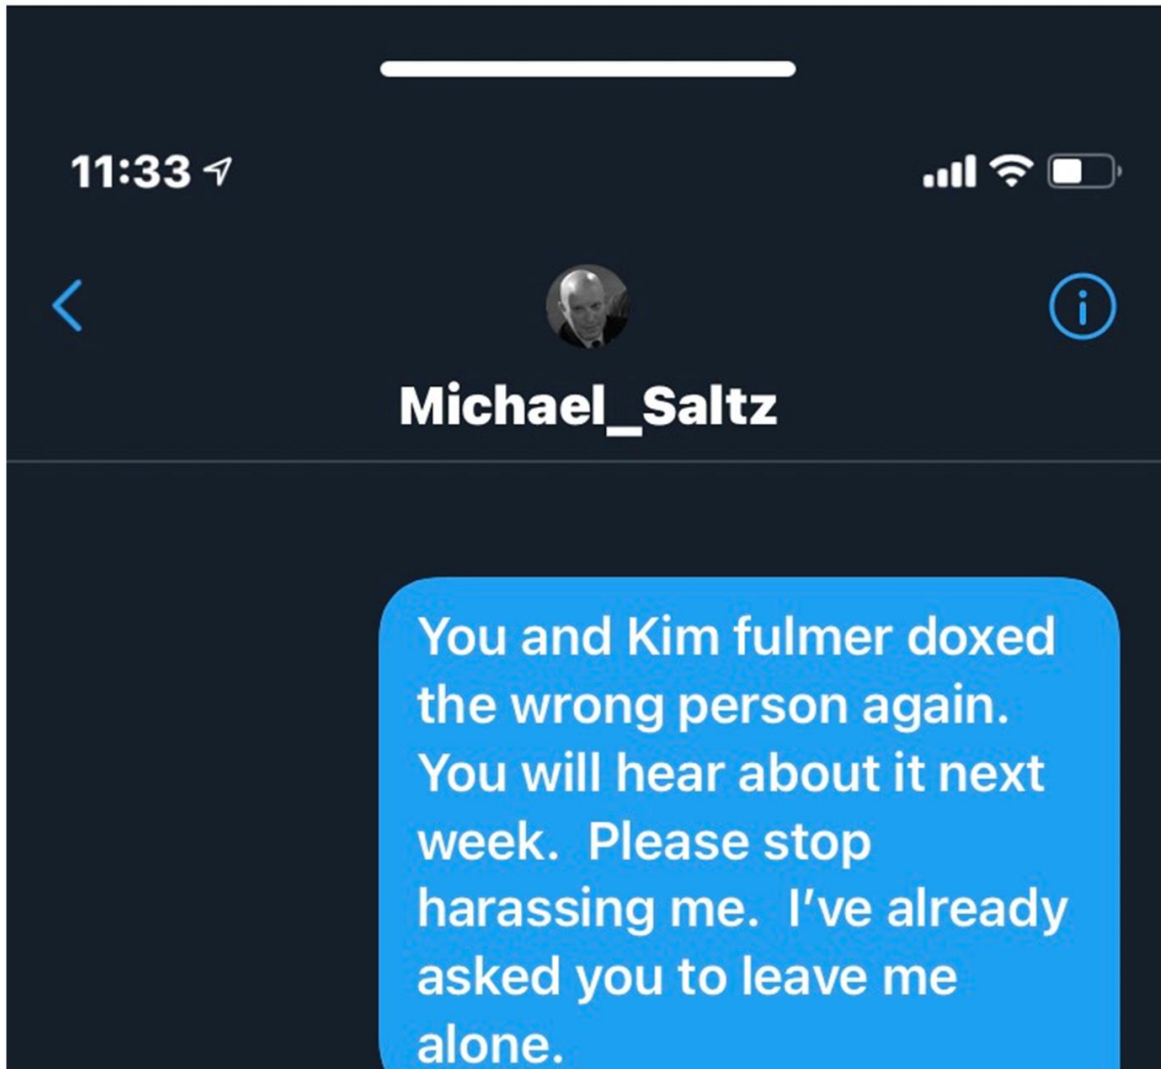 11:33
Michael_Saltz
You and Kim fulmer doxed
the wrong person again.
You will hear about it next
week.  Please stop
harassing me.  I’ve already
asked you to leave me
alone.